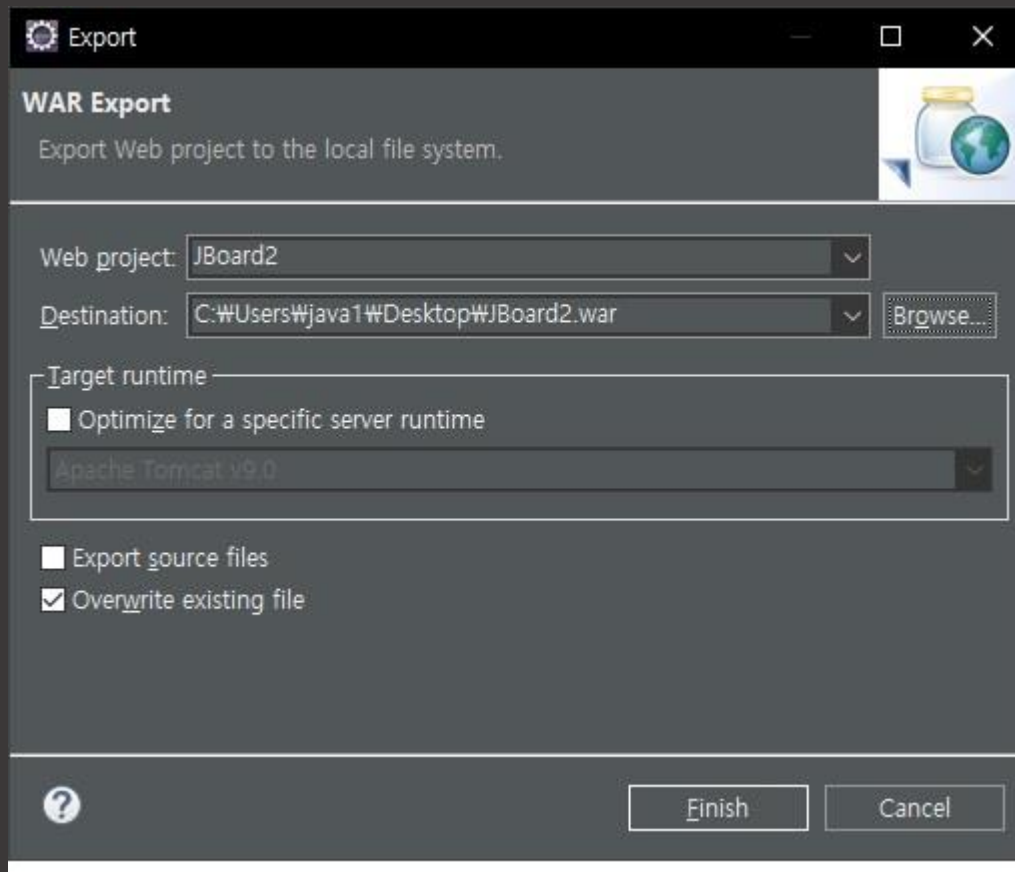 Export
WAR Export
Export Web project to the local file system.
Web project: JBoard2
Destination: C:₩Users₩java1₩Desktop₩JBoard2.war Browse...
Target runtime
Optimize for a specific server runtime
Apache Tomcat v9.0
Export source files
Overwrite existing file
? Finish Cancel